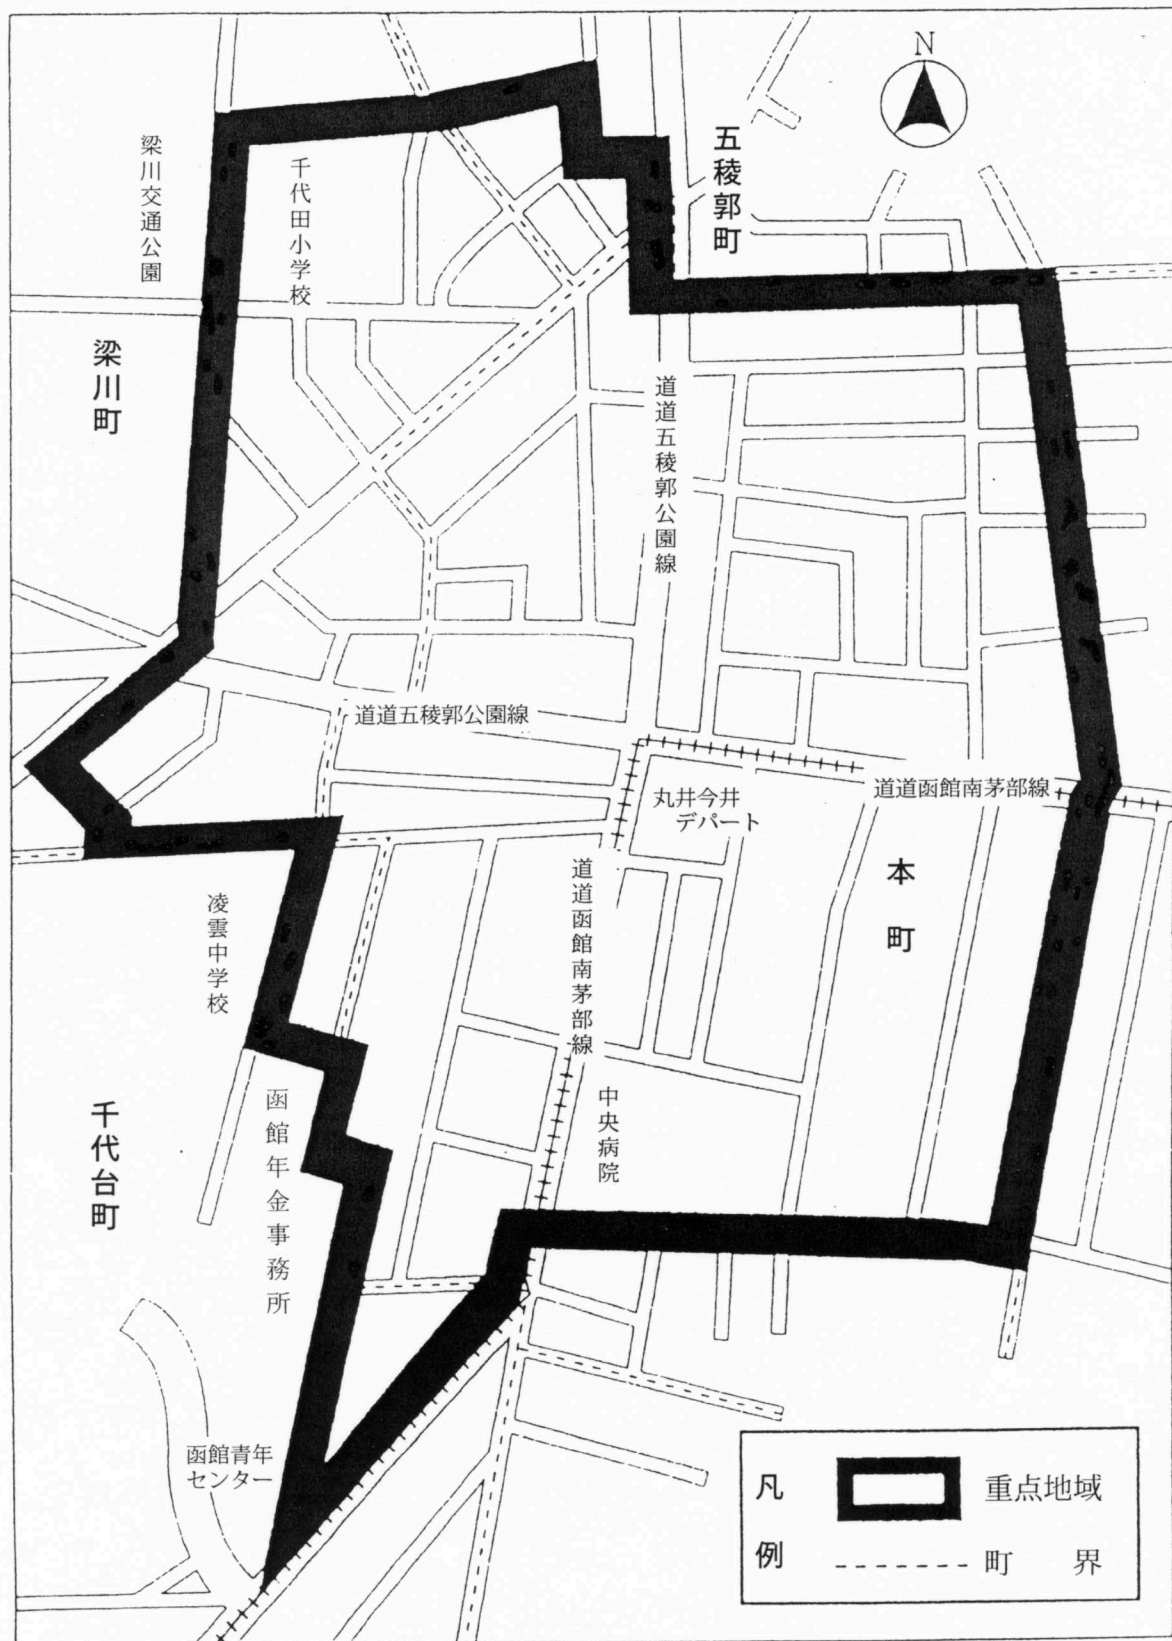 N
五稜郭町
梁川交通公園
千代田小学校
梁川町
道道五稜郭公園線
道道五稜郭公園線
丸井今井
デパート
道道函館南茅部線
本町
道道函館南茅部線
凌雲中学校
中央病院
函館年金事務所
千代台町
函館青年
センター
凡例
重点地域
町界